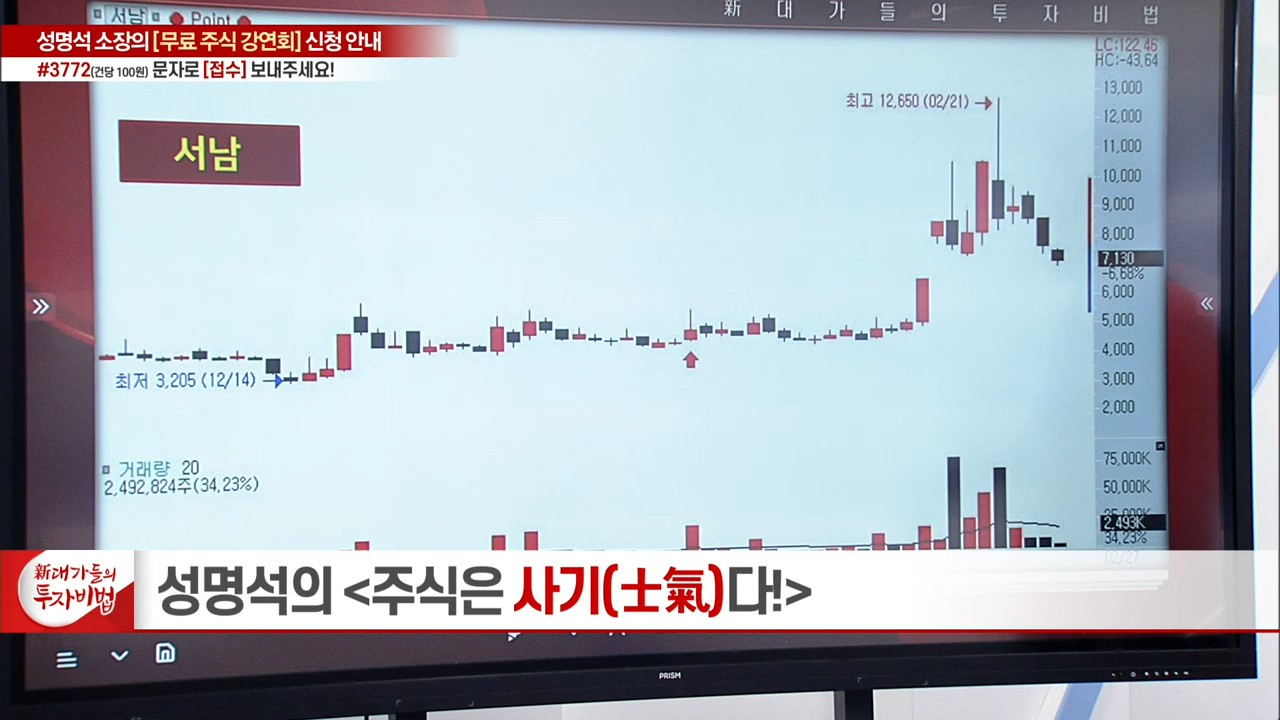 서남 Point
新 대 가 들 의 투 자 비 법
성명석 소장의 [무료 주식 강연회] 신청 안내
#3772(건당 100원) 문자로 [접수] 보내주세요!
LC:122,46
HC:-43,64
최고 12,650 (02/21)
서남
13,000
12,000
11,000
10,000
9,000
8,000
7,130
-6,68%
6,000
5,000
4,000
3,000
2,000
최저 3,205 (12/14)
거래량 20
2,492,824주(34,23%)
75,000K
50,000K
25,000K
2,493K
34,23%
02/27
新대가들의
투자비법
성명석의 <주식은 사기(士氣)다!>
PRISM